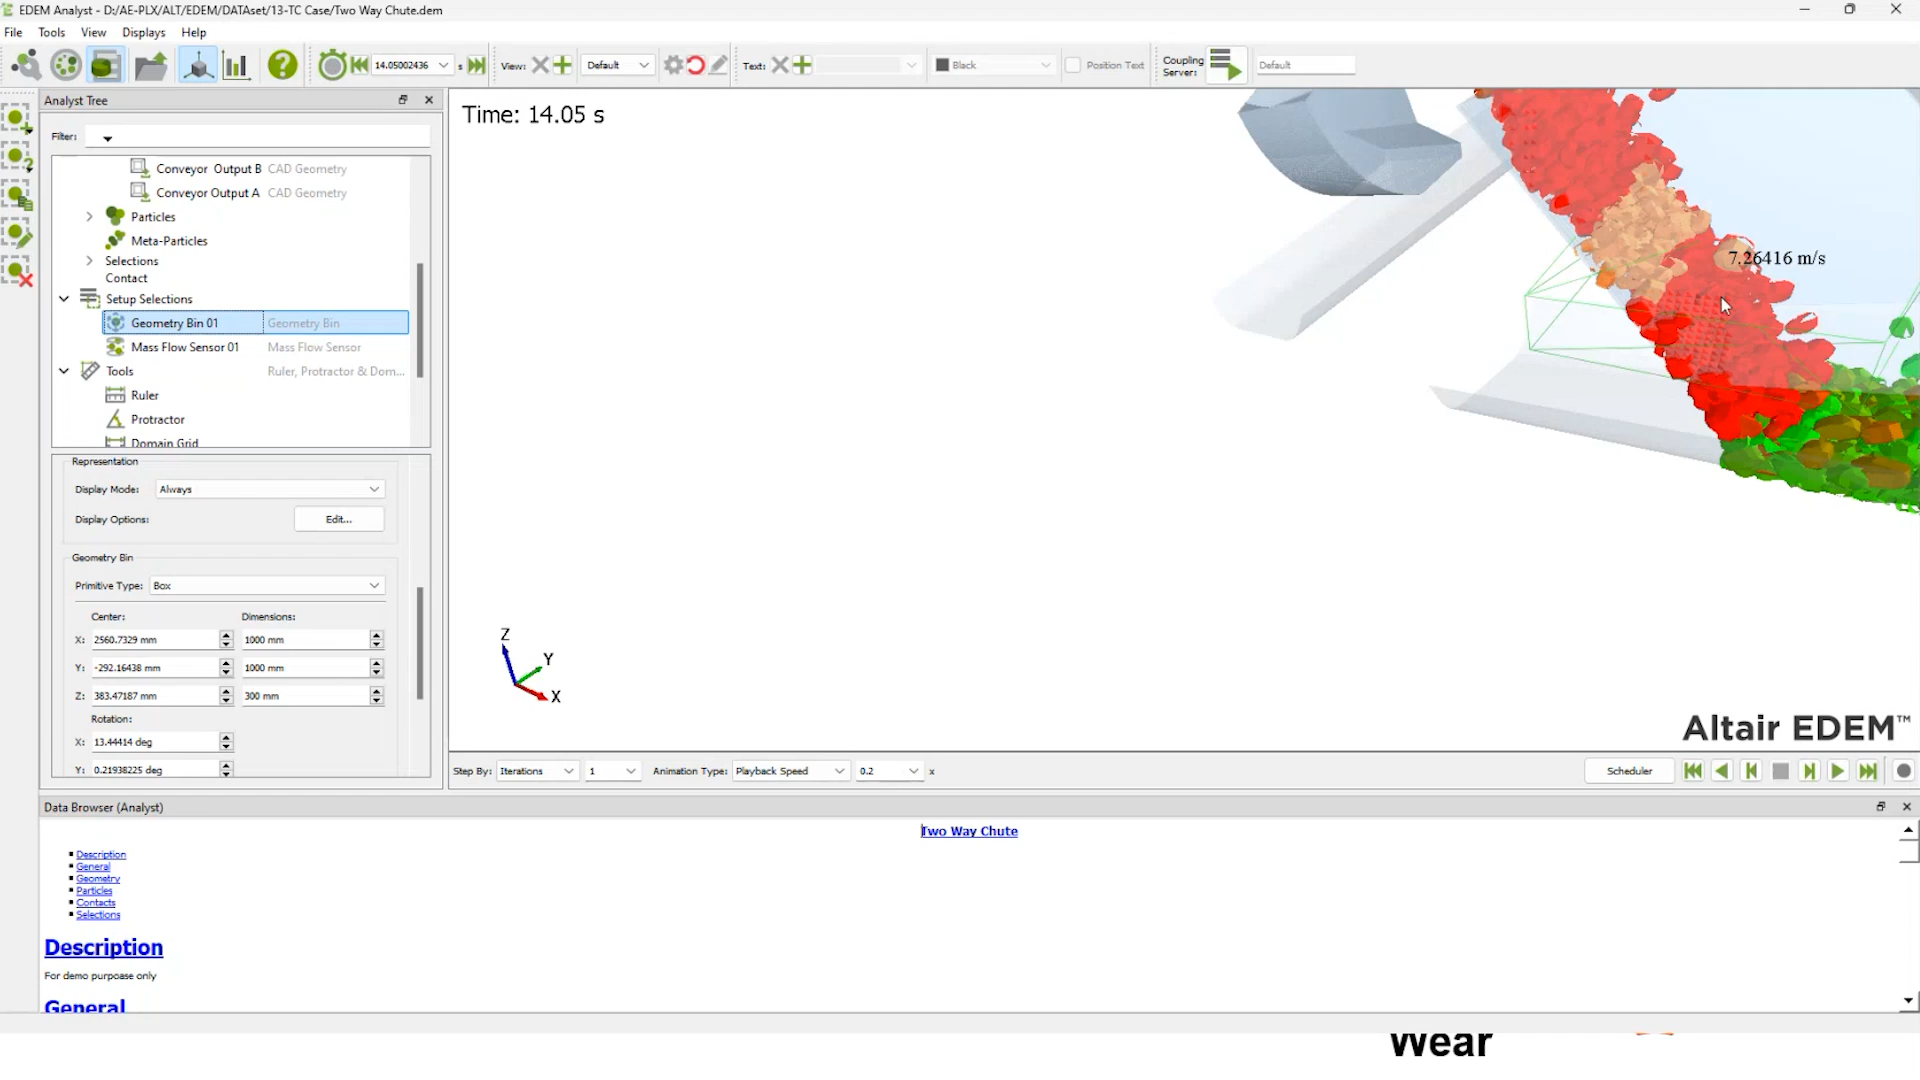 EDEM Analyst - D:/AE-PLX/ALT/EDEM/DATAset/13-TC Case/Two Way Chute.dem
File Tools View Displays Help
14.05002436 s View: Default Text: Black Position Text Coupling Server: Default
Analyst Tree
Filter:
Conveyor Output B CAD Geometry
Conveyor Output A CAD Geometry
Particles
Meta-Particles
Selections
Contact
Setup Selections
Geometry Bin 01 Geometry Bin
Mass Flow Sensor 01 Mass Flow Sensor
Tools Ruler, Protractor & Dom...
Ruler
Protractor
Domain Grid
Representation
Display Mode: Always
Display Options: Edit...
Geometry Bin
Primitive Type: Box
Center: Dimensions:
X: 2560.7329 mm 1000 mm
Y: -292.16438 mm 1000 mm
Z: 383.47187 mm 300 mm
Rotation:
X: 13.44414 deg
Y: 0.21938225 deg
Time: 14.05 s
7.26416 m/s
Z
Y
X
Altair EDEM™
Step By: Iterations 1 Animation Type: Playback Speed 0.2 x Scheduler
Data Browser (Analyst)
Two Way Chute
Description
General
Geometry
Particles
Contacts
Selections
Description
For demo purpoase only
General
Wear